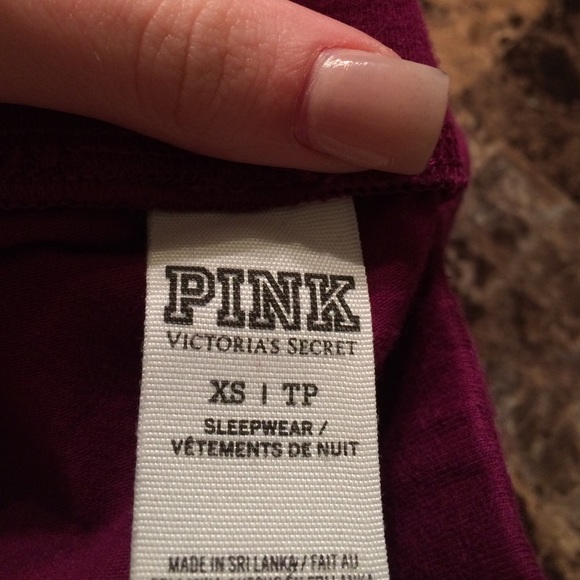 PINK
VICTORIA'S SECRET
XS | TP
SLEEPWEAR /
VÊTEMENTS DE NUIT
MADE IN SRI LANKA / FAIT AU